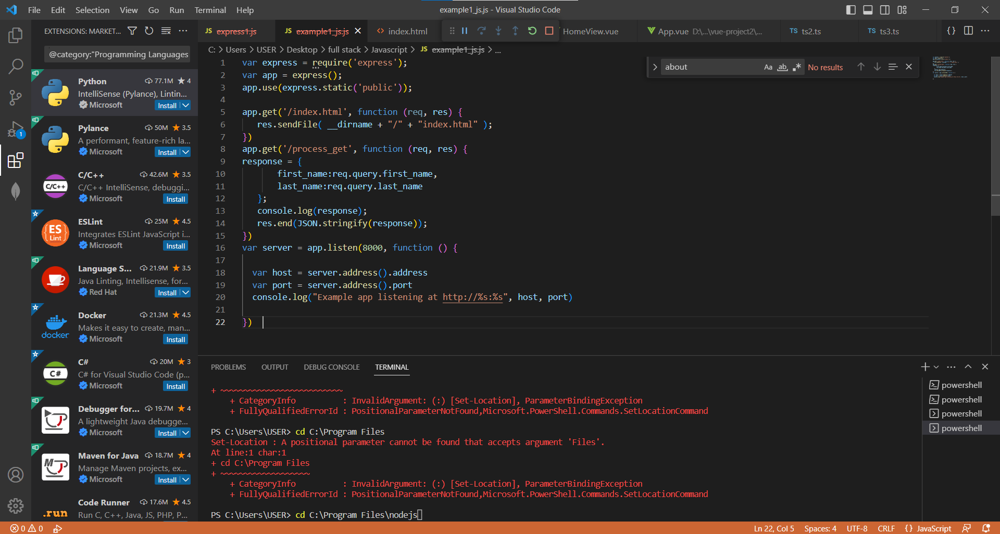 File Edit Selection View Go Run Terminal Help
example1_js.js - Visual Studio Code
EXTENSIONS: MARKET...
@category:"Programming Languages
Python 77.1M 4
IntelliSense (Pylance), Lintin...
Microsoft Install
Pylance 50M 3.5
A performant, feature-rich la...
Microsoft Install
C/C++ 42.6M 3.5
C/C++ IntelliSense, debuggi...
Microsoft Install
ESLint 25M 4.5
Integrates ESLint JavaScript i...
Microsoft Install
Language S... 21.9M 3.5
Java Linting, Intellisense, for...
Red Hat Install
Docker 21.3M 4.5
Makes it easy to create, man...
Microsoft Install
C# 20M 3
C# for Visual Studio Code (p...
Microsoft Install
Debugger for... 19.7M 4
A lightweight Java debugge...
Microsoft Install
Maven for Java 18.7M 4
Manage Maven projects, ex...
Microsoft Install
Code Runner 17.6M 4.5
Run C, C++, Java, JS, PHP, P...
1
C/C++
ES
Lint
docker
C#
M
.run
JS express1.js JS example1_js.js <> index.html HomeView.vue App.vue D:\...\vue-project2\... TS ts2.ts TS ts3.ts {}
C: > Users > USER > Desktop > full stack > Javascript > JS example1_js.js > ...
about Aa ab .* No results
1 var express = require('express');
2 var app = express();
3 app.use(express.static('public'));
4
5 app.get('/index.html', function (req, res) {
6 res.sendFile( __dirname + "/" + "index.html" );
7 })
8 app.get('/process_get', function (req, res) {
9 response = {
10 first_name:req.query.first_name,
11 last_name:req.query.last_name
12 };
13 console.log(response);
14 res.end(JSON.stringify(response));
15 })
16 var server = app.listen(8000, function () {
17
18 var host = server.address().address
19 var port = server.address().port
20 console.log("Example app listening at http://%s:%s", host, port)
21
22 })
PROBLEMS OUTPUT DEBUG CONSOLE TERMINAL
+ ~~~~~~~~~~~~~~~~~~~~~~~~~~
+ CategoryInfo : InvalidArgument: (:) [Set-Location], ParameterBindingException
+ FullyQualifiedErrorId : PositionalParameterNotFound,Microsoft.PowerShell.Commands.SetLocationCommand
PS C:\Users\USER> cd C:\Program Files
Set-Location : A positional parameter cannot be found that accepts argument 'Files'.
At line:1 char:1
+ cd C:\Program Files
+ ~~~~~~~~~~~~~~~~~~~
+ CategoryInfo : InvalidArgument: (:) [Set-Location], ParameterBindingException
+ FullyQualifiedErrorId : PositionalParameterNotFound,Microsoft.PowerShell.Commands.SetLocationCommand
PS C:\Users\USER> cd C:\Program Files\nodejs
powershell
powershell
powershell
powershell
0 0
Ln 22, Col 5 Spaces: 4 UTF-8 CRLF {} JavaScript